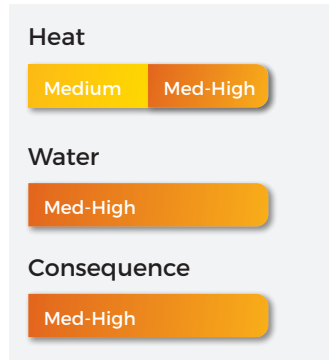 Heat
Medium Med-High
Water
Med-High
Consequence
Med-High